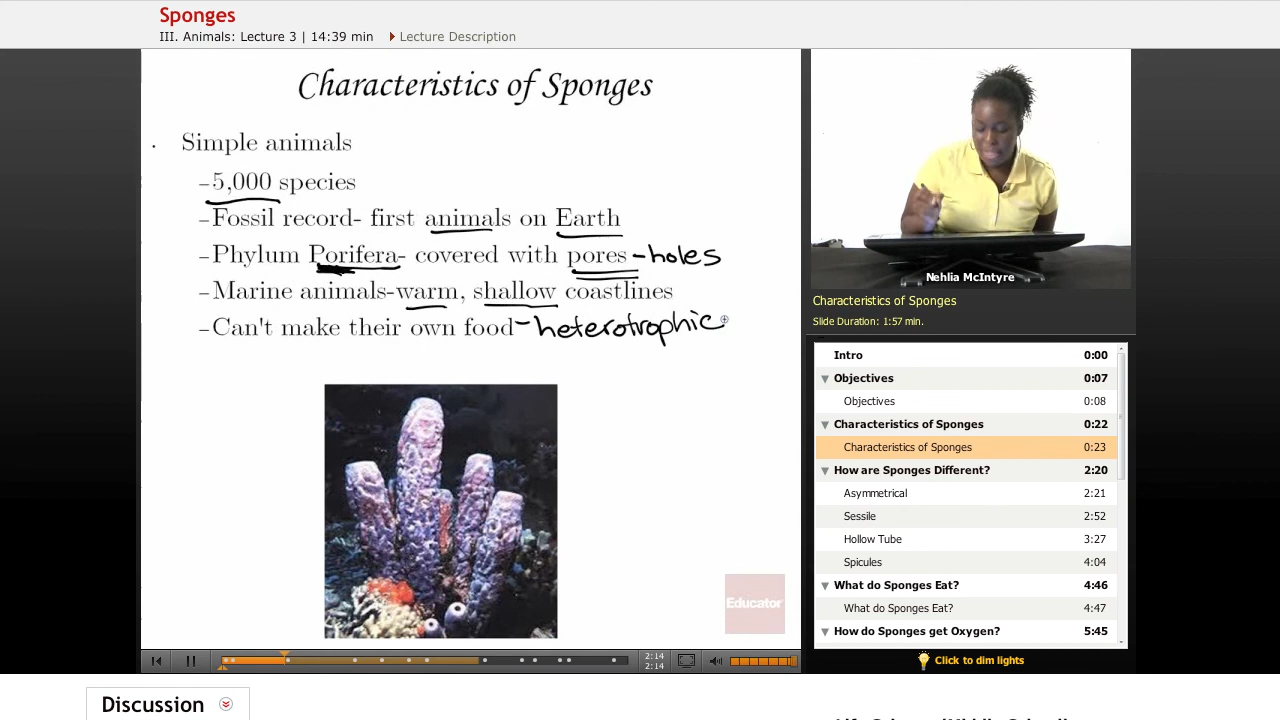 Sponges
III. Animals: Lecture 3 | 14:39 min
Lecture Description
Characteristics of Sponges
Simple animals
–5,000 species
–Fossil record- first animals on Earth
–Phylum Porifera- covered with pores -holes
–Marine animals-warm, shallow coastlines
–Can't make their own food -heterotrophic
Educator
2:14
2:14
Nehlia McIntyre
Characteristics of Sponges
Slide Duration: 1:57 min.
Intro 0:00
Objectives 0:07
Objectives 0:08
Characteristics of Sponges 0:22
Characteristics of Sponges 0:23
How are Sponges Different? 2:20
Asymmetrical 2:21
Sessile 2:52
Hollow Tube 3:27
Spicules 4:04
What do Sponges Eat? 4:46
What do Sponges Eat? 4:47
How do Sponges get Oxygen? 5:45
Click to dim lights
Discussion